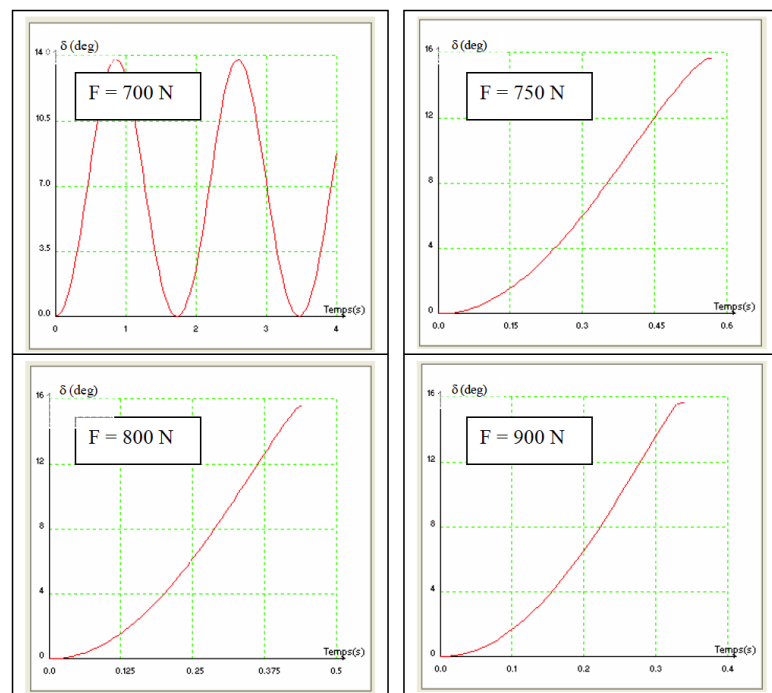 δ (deg)
14.0
F = 700 N
10.5
7.0
3.5
0.0
Temps(s)
0 1 2 3 4
δ (deg)
16
F = 750 N
12
8
4
0
Temps(s)
0.0 0.15 0.3 0.45 0.6
δ (deg)
16
F = 800 N
12
8
4
0
Temps(s)
0.0 0.125 0.25 0.375 0.5
δ (deg)
16
F = 900 N
12
8
4
0
Temps(s)
0.0 0.1 0.2 0.3 0.4